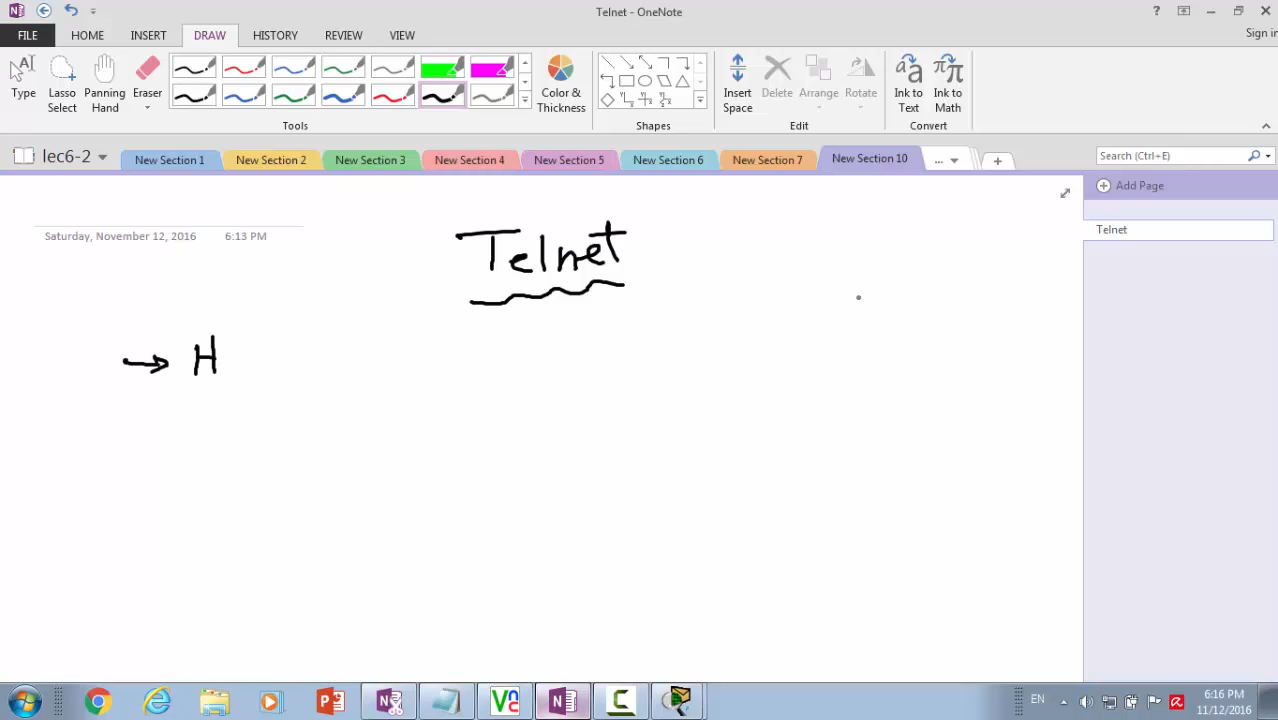 Telnet - OneNote
? Sign in
FILE HOME INSERT DRAW HISTORY REVIEW VIEW
Type Lasso Select Panning Hand Eraser Color & Thickness Insert Space Delete Arrange Rotate Ink to Text Ink to Math
Tools Shapes Edit Convert
lec6-2 New Section 1 New Section 2 New Section 3 New Section 4 New Section 5 New Section 6 New Section 7 New Section 10 ... + Search (Ctrl+E)
Add Page
Telnet
Saturday, November 12, 2016 6:13 PM
Telnet
→ H
EN 6:16 PM
11/12/2016